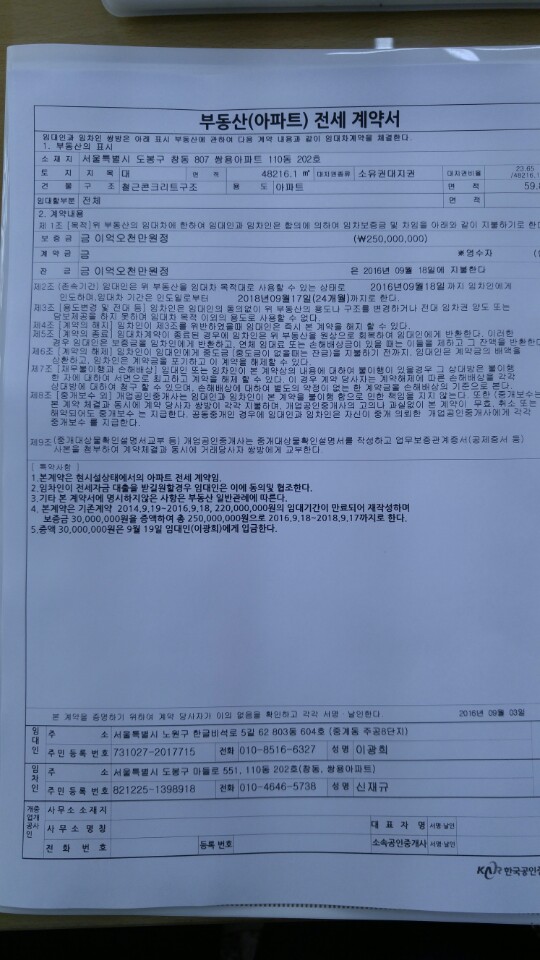 부동산(아파트) 전세 계약서
임대인과 임차인 쌍방은 아래 표시 부동산에 관하여 다음 계약 내용과 같이 임대차계약을 체결한다.
1. 부동산의 표시
소 재 지 서울특별시 도봉구 창동 807 쌍용아파트 110동 202호
토 지 지 목 대 면 적 48216.1 ㎡ 대지권종류 소유권대지권 대지권비율 23.65 /48216.1
건 물 구 조 철근콘크리트구조 용 도 아파트 면 적 59.8
임대할부분 전체
2. 계약내용
제 1조 [목적] 위 부동산의 임대차에 한하여 임대인과 임차인은 합의에 의하여 임차보증금 및 차임을 아래와 같이 지불하기로 한
보 증 금 금 이억오천만원정 (₩250,000,000)
계 약 금 금 ※영수자 (
잔 금 금 이억오천만원정 은 2016년 09월 18일에 지불한다
제2조 (존속기간) 임대인은 위 부동산을 임대차 목적대로 사용할 수 있는 상태로 2016년09월18일 까지 임차인에게
인도하며,임대차 기간은 인도일로부터 2018년09월17일(24개월)까지로 한다.
제3조 [용도변경 및 전대 등] 임차인은 임대인의 동의없이 위 부동산의 용도나 구조를 변경하거나 전대 임차권 양도 또는
담보제공을 하지 못하며 임대차 목적 이외의 용도로 사용할 수 없다.
제4조 [계약의 해지] 임차인이 제3조를 위반하였을때 임대인은 즉시 본 계약을 해지 할 수 있다.
제5조 [계약의 종료] 임대차계약이 종료된 경우에 임차인은 위 부동산을 원상으로 회복하여 임대인에게 반환한다. 이러한
경우 임대인은 보증금을 임차인에게 반환하고, 연체 임대료 또는 손해배상금이 있을 때는 이들을 제하고 그 잔액을 반환한
제6조 [계약의 해제] 임차인이 임대인에게 중도금 [중도금이 없을때는 잔금]을 지불하기 전까지, 임대인은 계약금의 배액을
상환하고, 임차인은 계약금을 포기하고 이 계약을 해제할 수 있다.
제7조 [채무불이행과 손해배상] 임대인 또는 임차인이 본 계약상의 내용에 대하여 불이행이 있을경우 그 상대방은 불이행
한 자에 대하여 서면으로 최고하고 계약을 해제 할 수 있다. 이 경우 계약 당사자는 계약해제에 따른 손해배상을 각각
상대방에 대하여 청구 할 수 있으며, 손해배상에 대하여 별도의 약정이 없는 한 계약금을 손해배상의 기준으로 본다.
제8조 [중개보수 외] 개업공인중개사는 임대인과 임차인이 본 계약을 불이행 함으로 인한 책임을 지지 않는다. 또한 (중개보수는
본 계약 체결과 동시에 계약 당사자 쌍방이 각각 지불하며, 개업공인중개사의 고의나 과실없이 본 계약이 무효, 취소 또는
해약되어도 중개보수 는 지급한다. 공동중개인 경우에 임대인과 임차인은 자신이 중개 의뢰한 개업공인중개사에게 각각
중개보수 를 지급한다.
제9조 (중개대상물확인설명서교부 등) 개업공인중개사는 중개대상물확인설명서를 작성하고 업무보증관계증서(공제증서 등)
사본을 첨부하여 계약체결과 동시에 거래당사자 쌍방에게 교부한다.
[ 특약사항 ]
1.본계약은 현시설상태에서의 아파트 전세 계약임.
2.임차인이 전세자금 대출을 받길원할경우 임대인은 이에 동의및 협조한다.
3.기타 본 계약서에 명시하지않은 사항은 부동산 일반관례에 따른다.
4. 본계약은 기존계약 2014.9.19~2016.9.18, 220,000,000원의 임대기간이 만료되어 재작성하며
보증금 30,000,000원을 증액하여 총 250,000,000원으로 2016.9.18~2018.9.17까지로 한다.
5.증액 30,000,000원은 9월 19일 임대인(이광희)에게 입금한다.
본 계약을 증명하기 위하여 계약 당사자가 이의 없음을 확인하고 각각 서명·날인한다. 2016년 09월 03일
임대인 주 소 서울특별시 노원구 한글비석로 5길 62 803동 604호 (중계동 주공8단지)
주 민 등 록 번 호 731027-2017715 전화 010-8516-6327 성 명 이광희
임차인 주 소 서울특별시 도봉구 마들로 551, 110동 202호(창동, 쌍용아파트)
주 민 등 록 번 호 821225-1398918 전화 010-4646-5738 성 명 신재규
개업공인중개사 사 무 소 소 재 지
사 무 소 명 칭 대 표 자 명 서명·날인
전 화 번 호 등록 번호 소속공인중개사 서명·날인
KAR 한국공인중